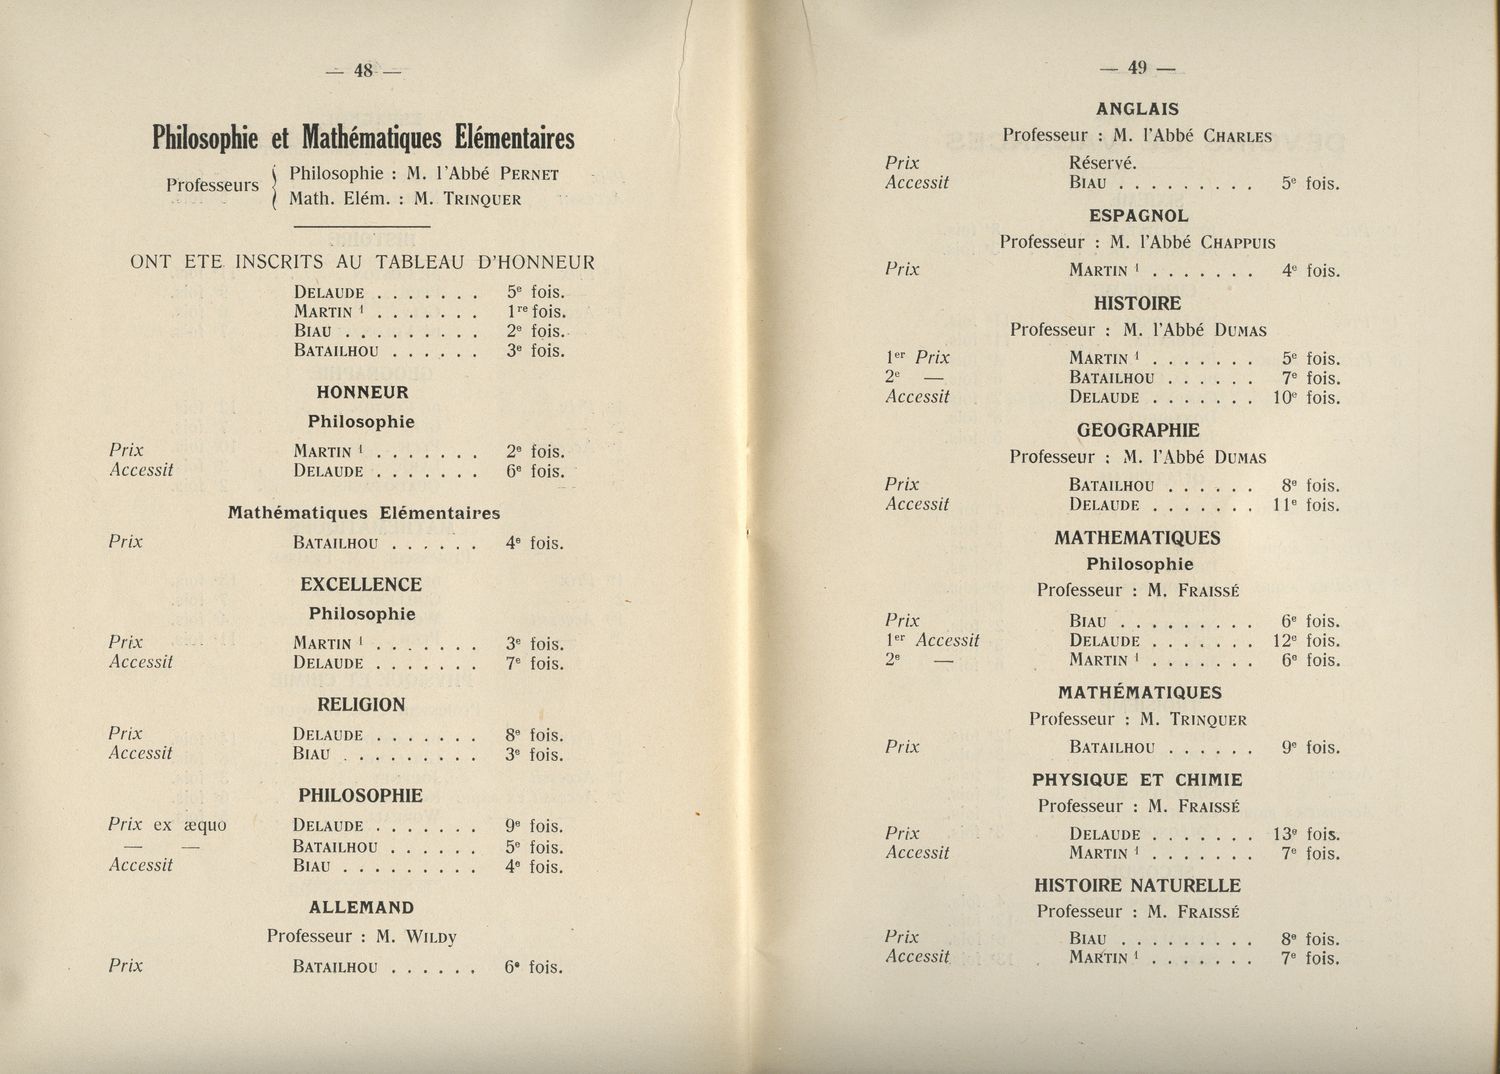 — 48 —
Philosophie et Mathématiques Elémentaires
Professeurs { Philosophie : M. l'Abbé PERNET
Math. Elém. : M. TRINQUER
ONT ETE INSCRITS AU TABLEAU D'HONNEUR
DELAUDE . . . . . . . 5e fois.
MARTIN 1 . . . . . . . 1re fois.
BIAU . . . . . . . . . 2e fois.
BATAILHOU . . . . . . 3e fois.
HONNEUR
Philosophie
Prix MARTIN 1 . . . . . . . 2e fois.
Accessit DELAUDE . . . . . . . 6e fois.
Mathématiques Elémentaires
Prix BATAILHOU . . . . . . 4e fois.
EXCELLENCE
Philosophie
Prix MARTIN 1 . . . . . . . 3e fois.
Accessit DELAUDE . . . . . . . 7e fois.
RELIGION
Prix DELAUDE . . . . . . . 8e fois.
Accessit BIAU . . . . . . . . . 3e fois.
PHILOSOPHIE
Prix ex æquo DELAUDE . . . . . . . 9e fois.
— — BATAILHOU . . . . . . 5e fois.
Accessit BIAU . . . . . . . . . 4e fois.
ALLEMAND
Professeur : M. WILDY
Prix BATAILHOU . . . . . . 6e fois.
— 49 —
ANGLAIS
Professeur : M. l'Abbé CHARLES
Prix Réservé.
Accessit BIAU . . . . . . . . . 5e fois.
ESPAGNOL
Professeur : M. l'Abbé CHAPPUIS
Prix MARTIN 1 . . . . . . . 4e fois.
HISTOIRE
Professeur : M. l'Abbé DUMAS
1er Prix MARTIN 1 . . . . . . . 5e fois.
2e — BATAILHOU . . . . . . 7e fois.
Accessit DELAUDE . . . . . . . 10e fois.
GEOGRAPHIE
Professeur : M. l'Abbé DUMAS
Prix BATAILHOU . . . . . . 8e fois.
Accessit DELAUDE . . . . . . . 11e fois.
MATHEMATIQUES
Philosophie
Professeur : M. FRAISSÉ
Prix BIAU . . . . . . . . . 6e fois.
1er Accessit DELAUDE . . . . . . . 12e fois.
2e — MARTIN 1 . . . . . . . 6e fois.
MATHÉMATIQUES
Professeur : M. TRINQUER
Prix BATAILHOU . . . . . . 9e fois.
PHYSIQUE ET CHIMIE
Professeur : M. FRAISSÉ
Prix DELAUDE . . . . . . . 13e fois.
Accessit MARTIN 1 . . . . . . . 7e fois.
HISTOIRE NATURELLE
Professeur : M. FRAISSÉ
Prix BIAU . . . . . . . . . 8e fois.
Accessit MARTIN 1 . . . . . . . 7e fois.